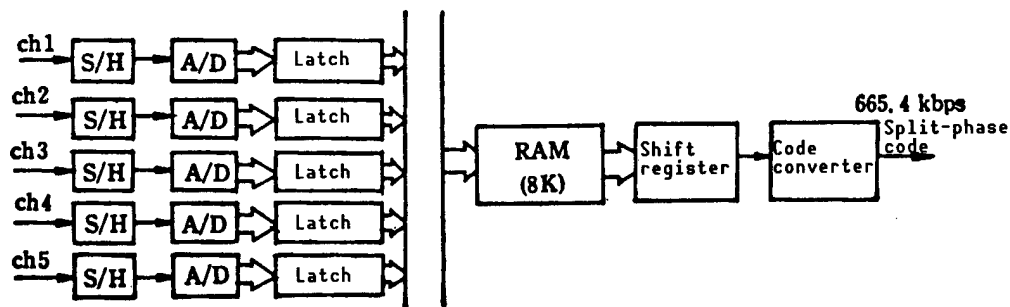 ch1
S/H
A/D
Latch
ch2
S/H
A/D
Latch
ch3
S/H
A/D
Latch
ch4
S/H
A/D
Latch
ch5
S/H
A/D
Latch
RAM
(8K)
Shift
register
Code
converter
665.4 kbps
Split-phase
code